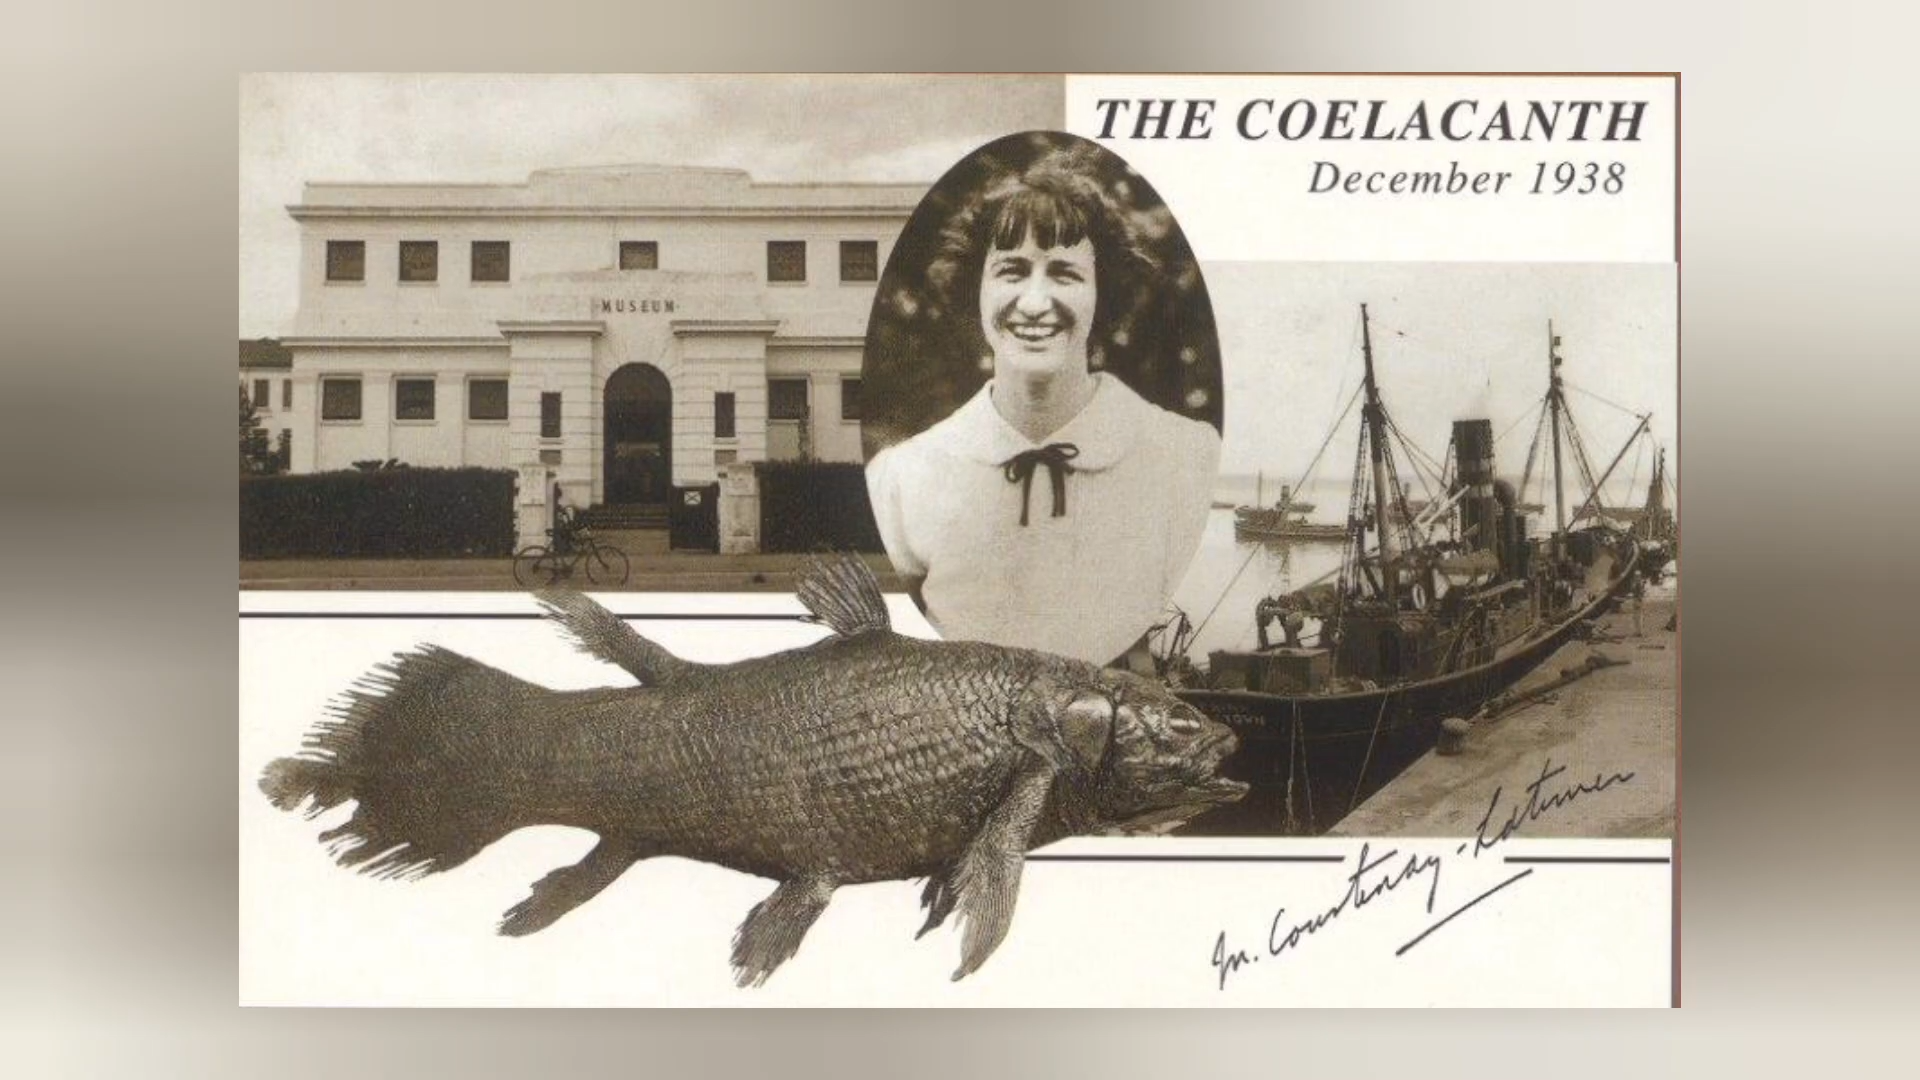 THE COELACANTH
December 1938
MUSEUM
M. Courtenay-Latimer